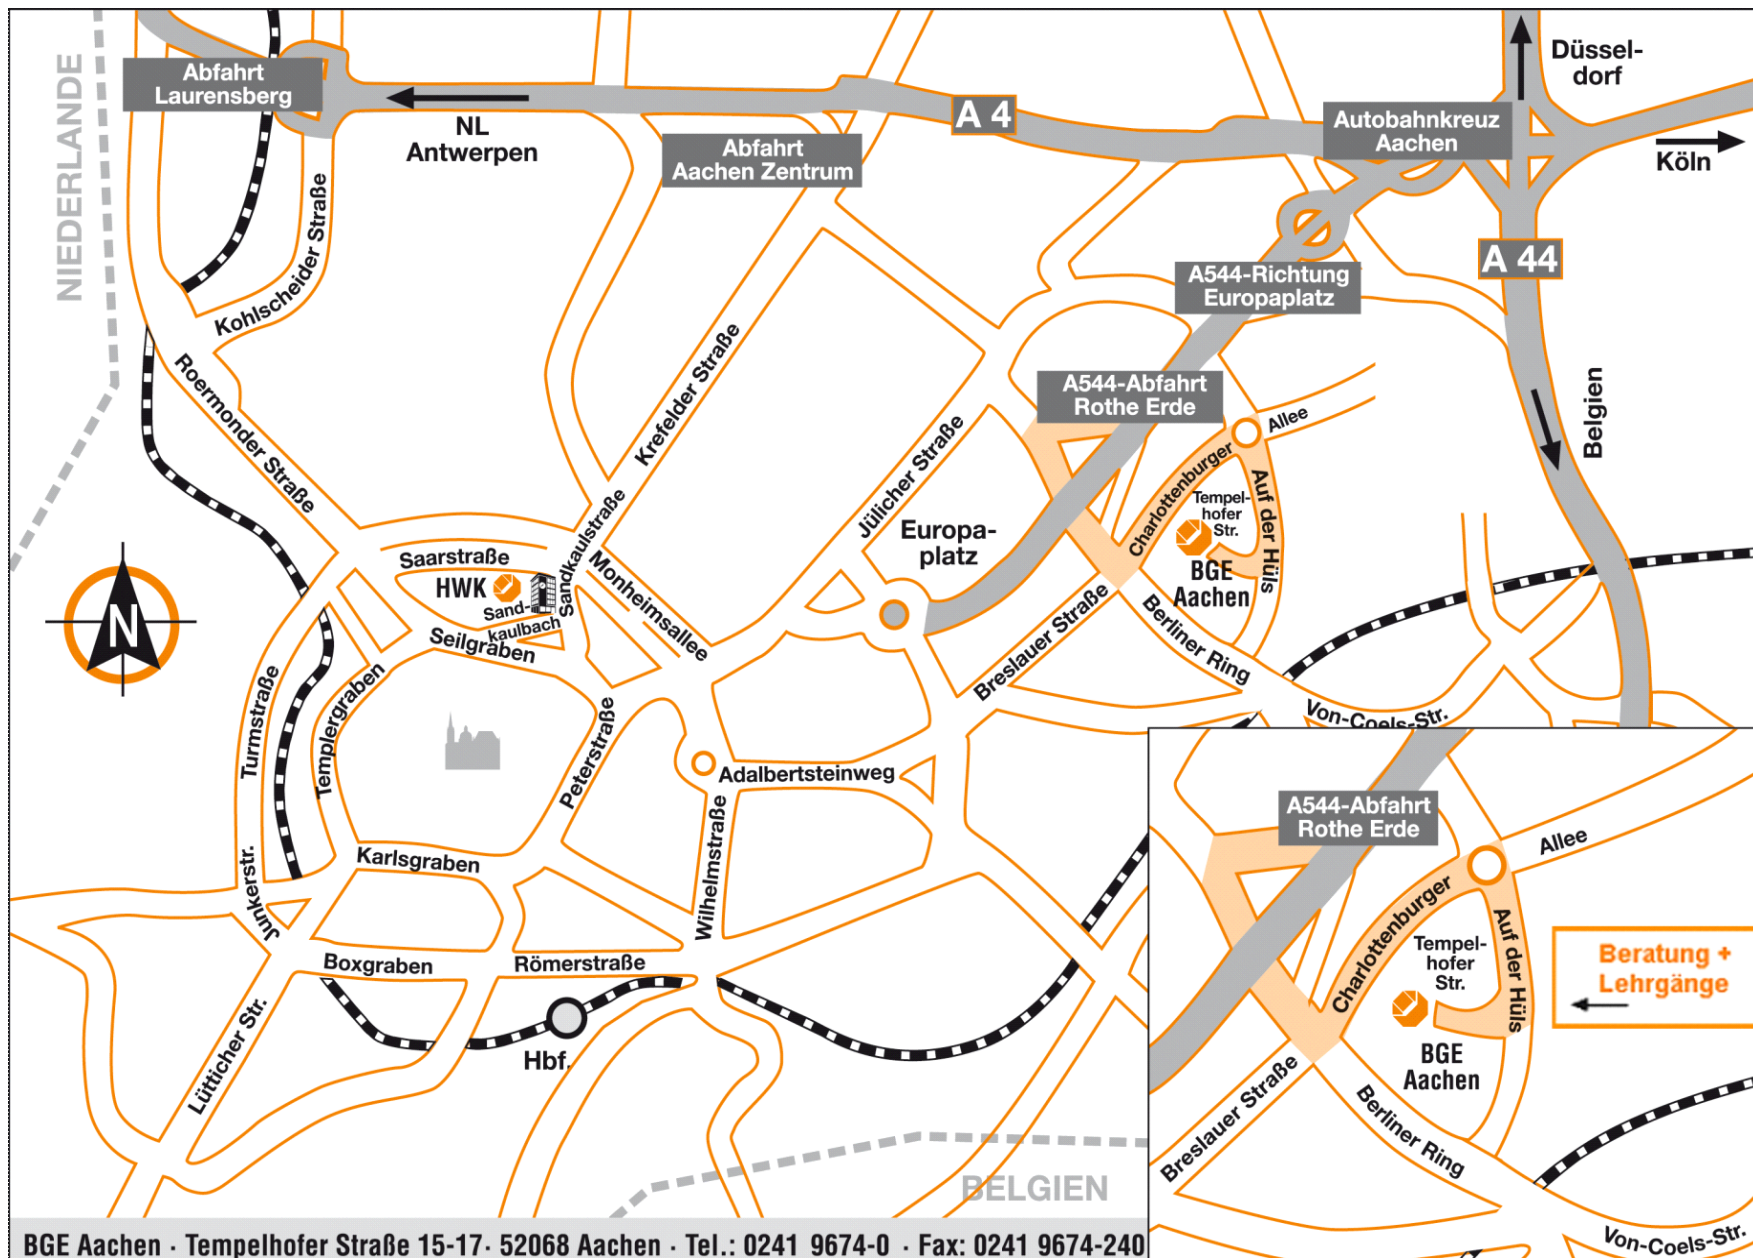 Abfahrt
Laurensberg
NL
Antwerpen
Abfahrt
Aachen Zentrum
A 4
Autobahnkreuz
Aachen
Düssel-
dorf
Köln
NIEDERLANDE
Kohlscheider Straße
A544-Richtung
Europaplatz
A 44
Roermonder Straße
Krefelder Straße
A544-Abfahrt
Rothe Erde
Allee
Belgien
Jülicher Straße
Charlottenburger
Auf der Hüls
Tempel-
hofer
Str.
Europa-
platz
BGE
Aachen
Saarstraße
HWK
Sand-
kaulbach
Sandkaulstraße
Monheimsallee
Seilgraben
N
Breslauer Straße
Berliner Ring
Von-Coels-Str.
Turmstraße
Templergraben
Peterstraße
Adalbertsteinweg
Wilhelmstraße
Karlsgraben
Junkerstr.
Boxgraben
Römerstraße
Lütticher Str.
Hbf.
BELGIEN
A544-Abfahrt
Rothe Erde
Allee
Charlottenburger
Auf der Hüls
Tempel-
hofer
Str.
BGE
Aachen
Beratung +
Lehrgänge
Breslauer Straße
Berliner Ring
Von-Coels-Str.
BGE Aachen · Tempelhofer Straße 15-17 · 52068 Aachen · Tel.: 0241 9674-0 · Fax: 0241 9674-240